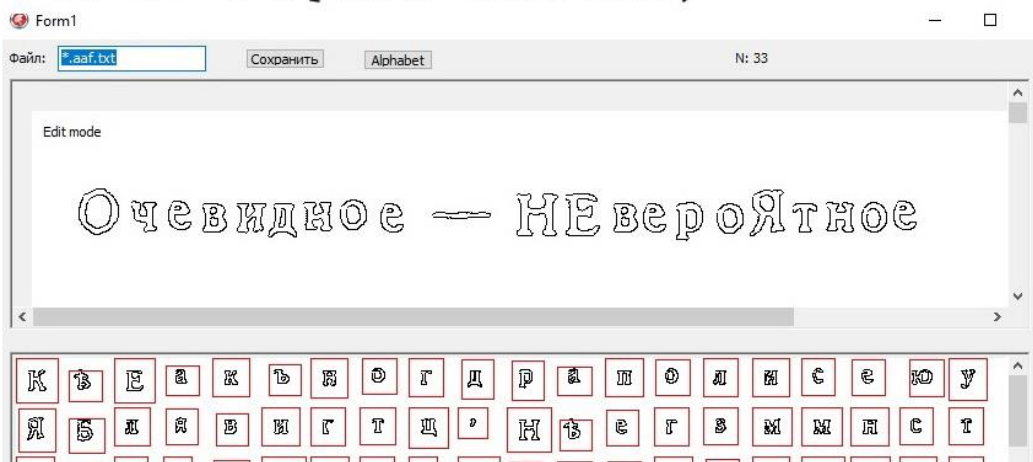 Form1
Файл: *.aaf.txt Сохранить Alphabet N: 33
Edit mode
Очевидное — НЕвероЯтное
К ѣ Е а к ъ н о г д р а п о л и с е ю у
Я Б л я в и г т ц , Н ѣ е г з м м н с т